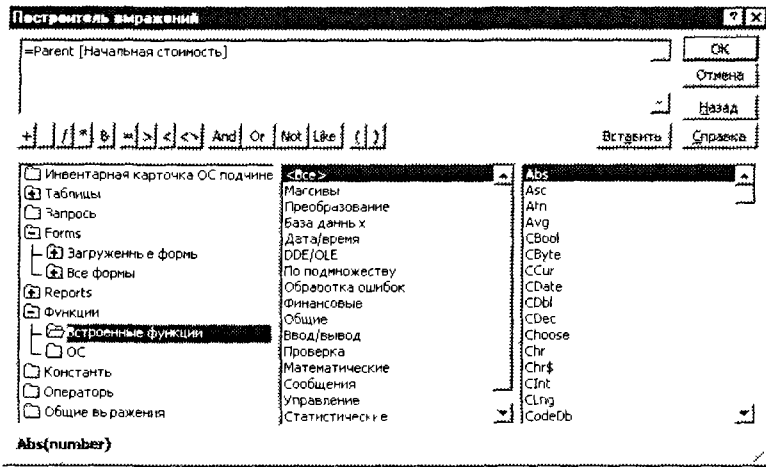 Построитель выражений
=Parent [Начальная стоимость]
OK
Отмена
Назад
+ / * & = > < <> And Or Not Like ( )
Вставить
Справка
Инвентарная карточка ОС подчине
Таблицы
Запросы
Forms
Загруженные формы
Все формы
Reports
Функции
Встроенные функции
ОС
Константы
Операторы
Общие выражения
<Все>
Массивы
Преобразование
База данных
Дата/время
DDE/OLE
По подмножеству
Обработка ошибок
Финансовые
Общие
Ввод/вывод
Проверка
Математические
Сообщения
Управление
Статистические
Abs
Asc
Atn
Avg
CBool
CByte
CCur
CDate
CDbl
CDec
Choose
Chr
Chr$
CInt
CLng
CodeDb
Abs(number)